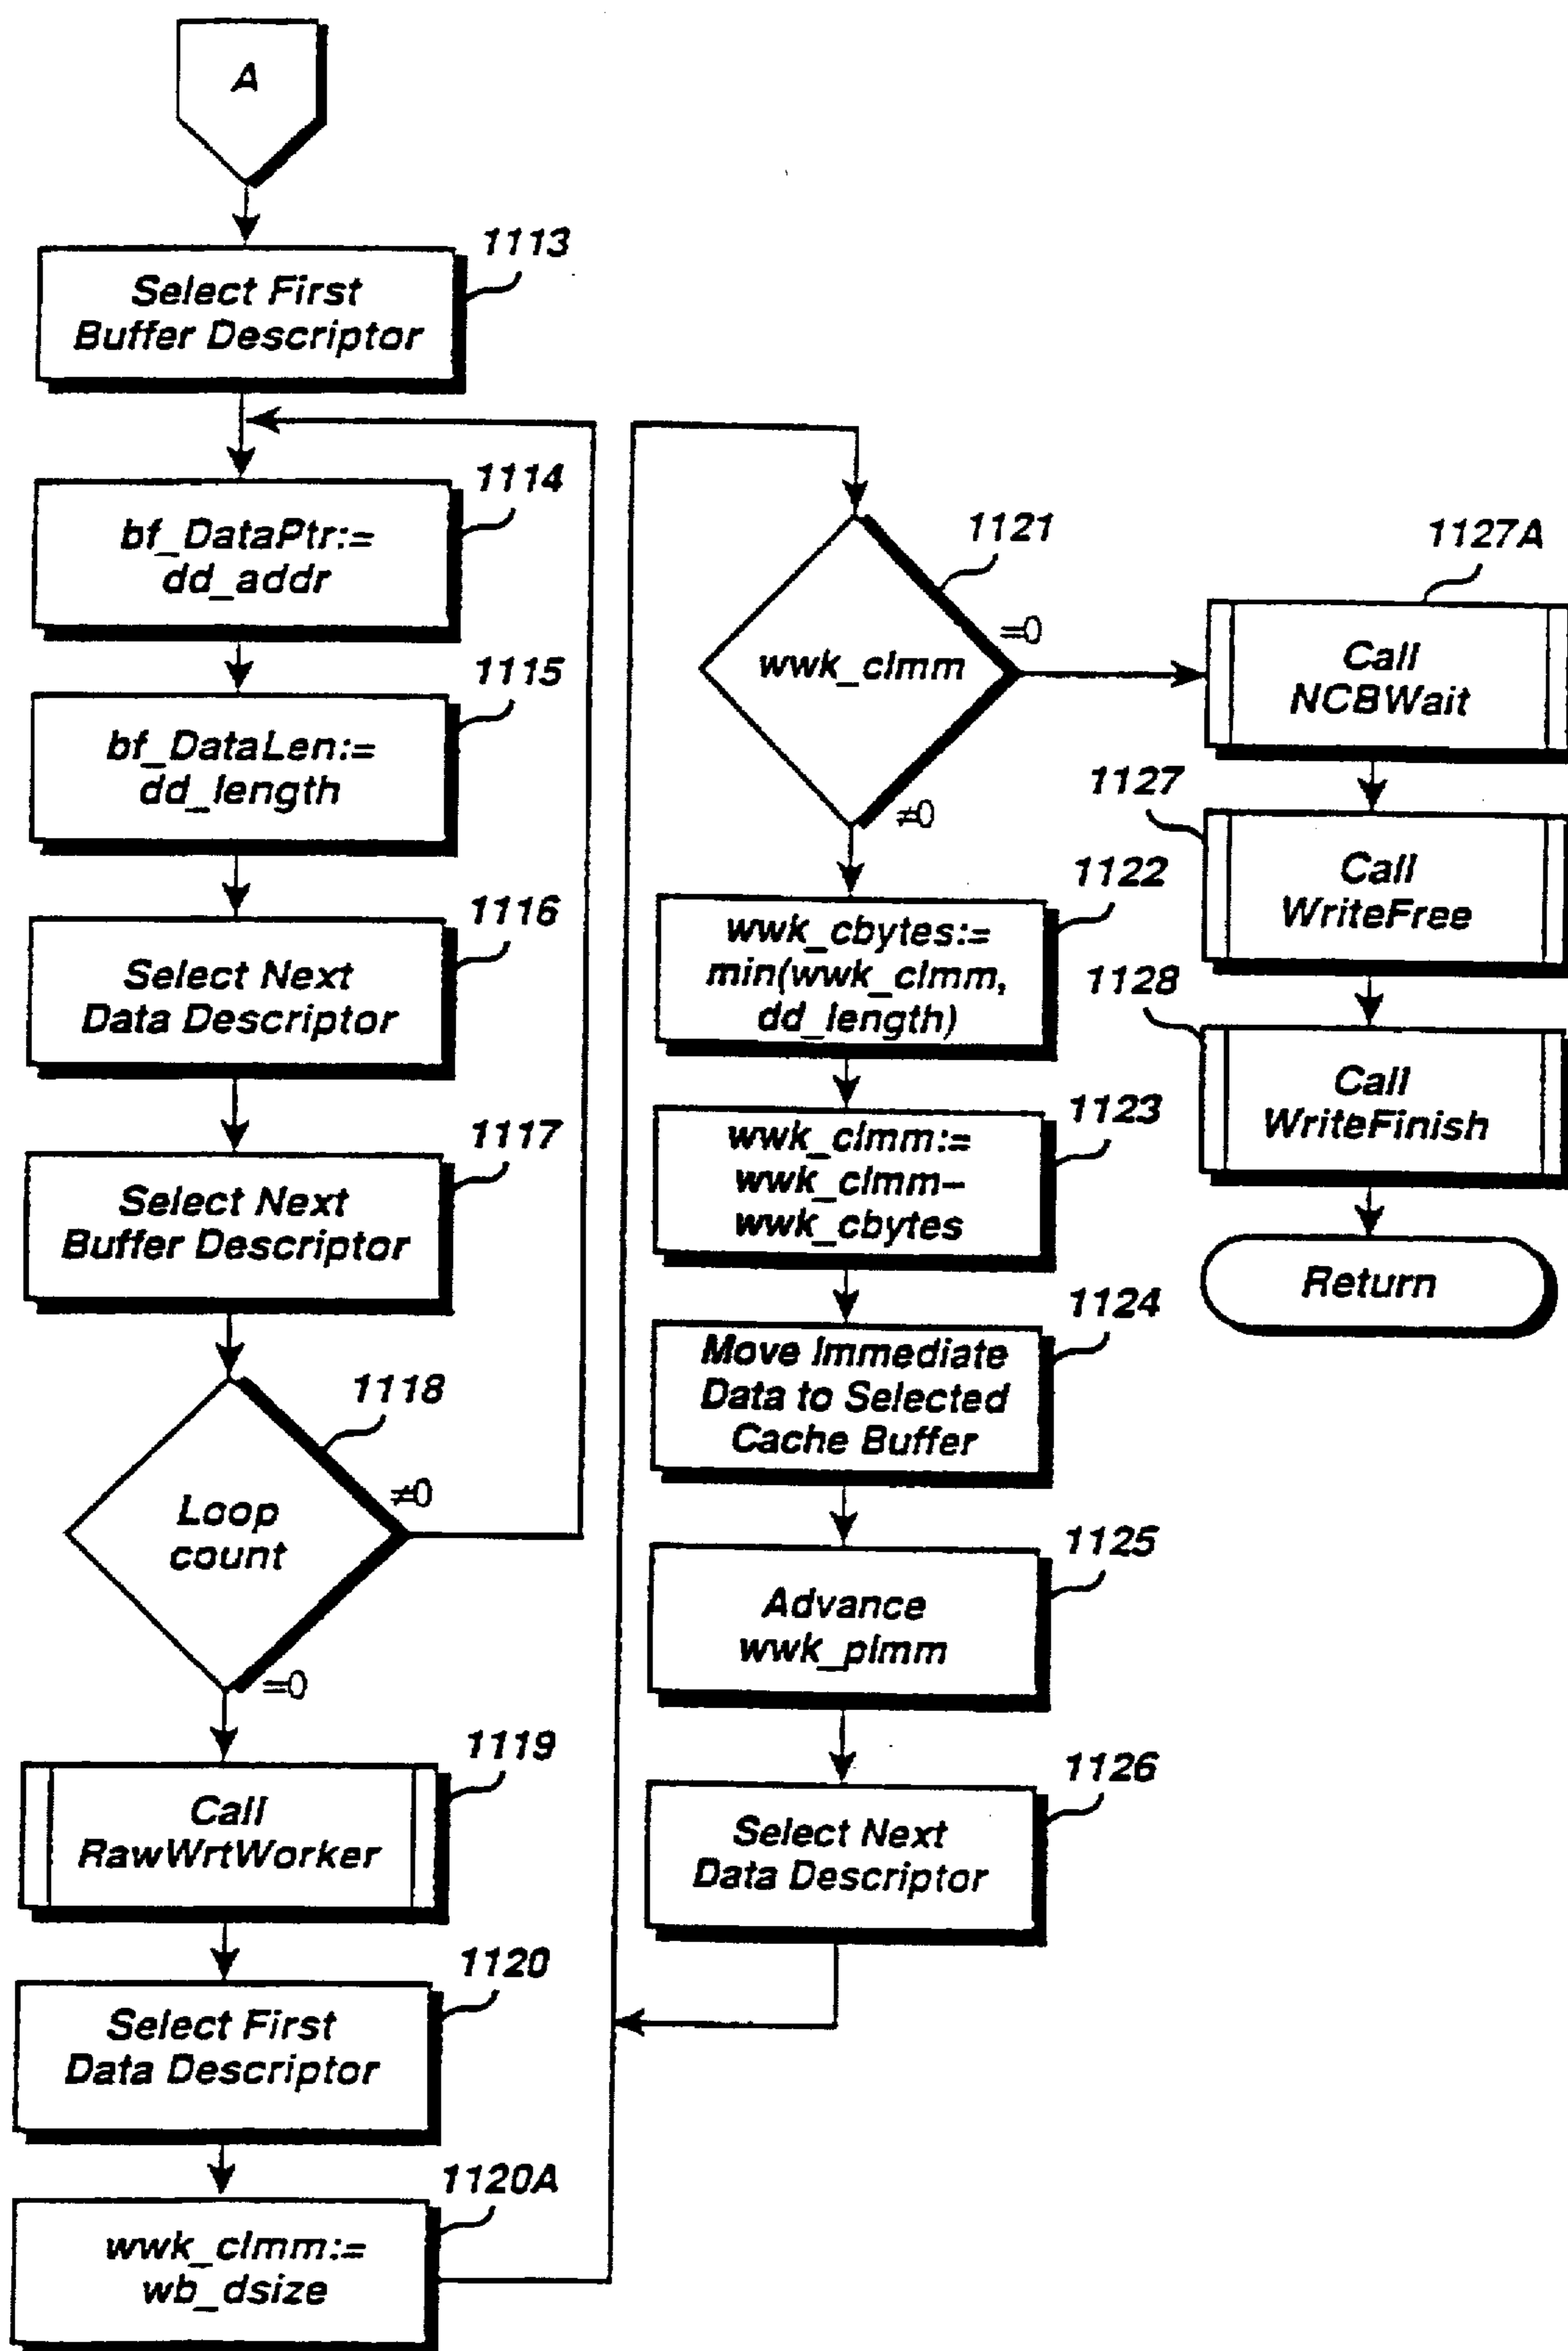 A
1113
Select First
Buffer Descriptor
1114
bf_DataPtr:=
dd_addr
1115
bf_DataLen:=
dd_length
1116
Select Next
Data Descriptor
1117
Select Next
Buffer Descriptor
1118
Loop
count
≠0
=0
1119
Call
RawWrtWorker
1120
Select First
Data Descriptor
1120A
wwk_clmm:=
wb_dsize
1121
wwk_clmm
=0
≠0
1122
wwk_cbytes:=
min(wwk_clmm,
dd_length)
1123
wwk_clmm:=
wwk_clmm–
wwk_cbytes
1124
Move Immediate
Data to Selected
Cache Buffer
1125
Advance
wwk_plmm
1126
Select Next
Data Descriptor
1127A
Call
NCBWait
1127
Call
WriteFree
1128
Call
WriteFinish
Return